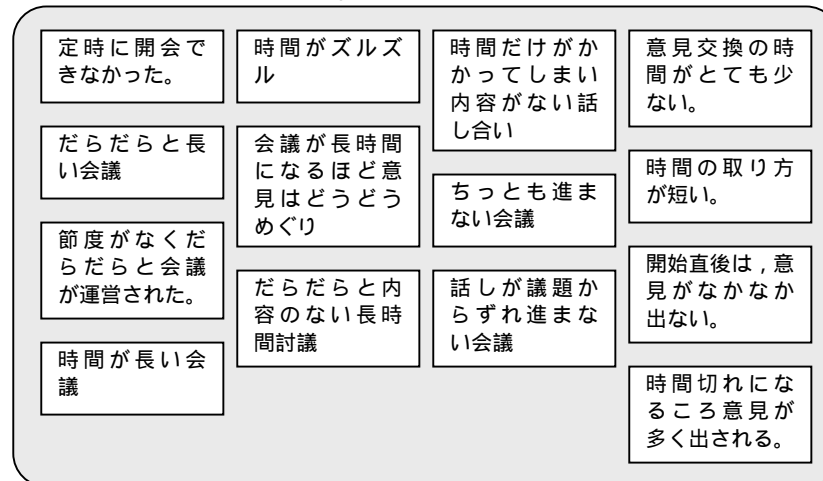 定時に開会で
きなかった。
だらだらと長
い会議
節度がなくだ
らだらと会議
が運営された。
時間が長い会
議
時間がズルズ
ル
会議が長時間
になるほど意
見はどうどう
めぐり
だらだらと内
容のない長時
間討議
時間だけがか
かってしまい
内容がない話
し合い
ちっとも進ま
ない会議
話しが議題か
らずれ進まな
い会議
意見交換の時
間がとても少
ない。
時間の取り方
が短い。
開始直後は，意
見がなかなか
出ない。
時間切れにな
るころ意見が
多く出される。